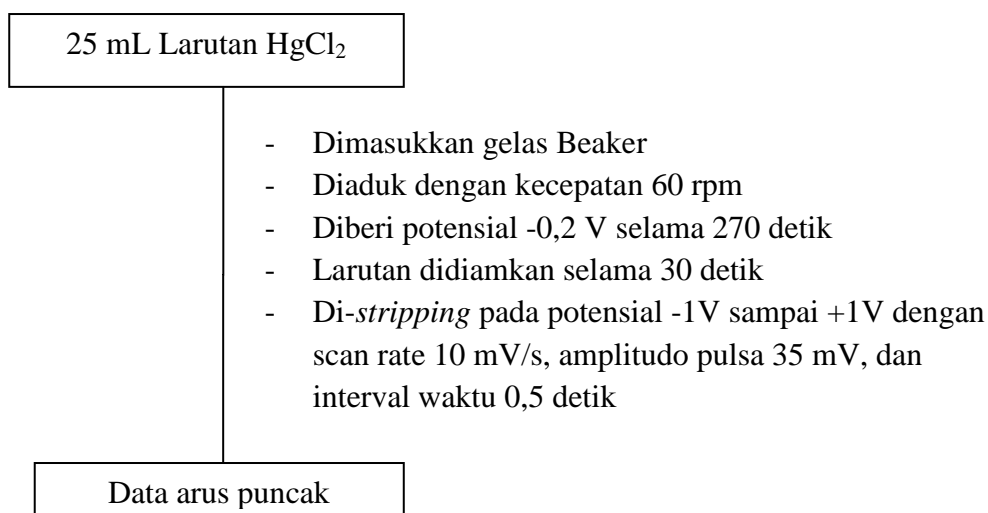 25 mL Larutan HgCl₂
- Dimasukkan gelas Beaker
- Diaduk dengan kecepatan 60 rpm
- Diberi potensial -0,2 V selama 270 detik
- Larutan didiamkan selama 30 detik
- Di-stripping pada potensial -1V sampai +1V dengan
scan rate 10 mV/s, amplitudo pulsa 35 mV, dan
interval waktu 0,5 detik
Data arus puncak